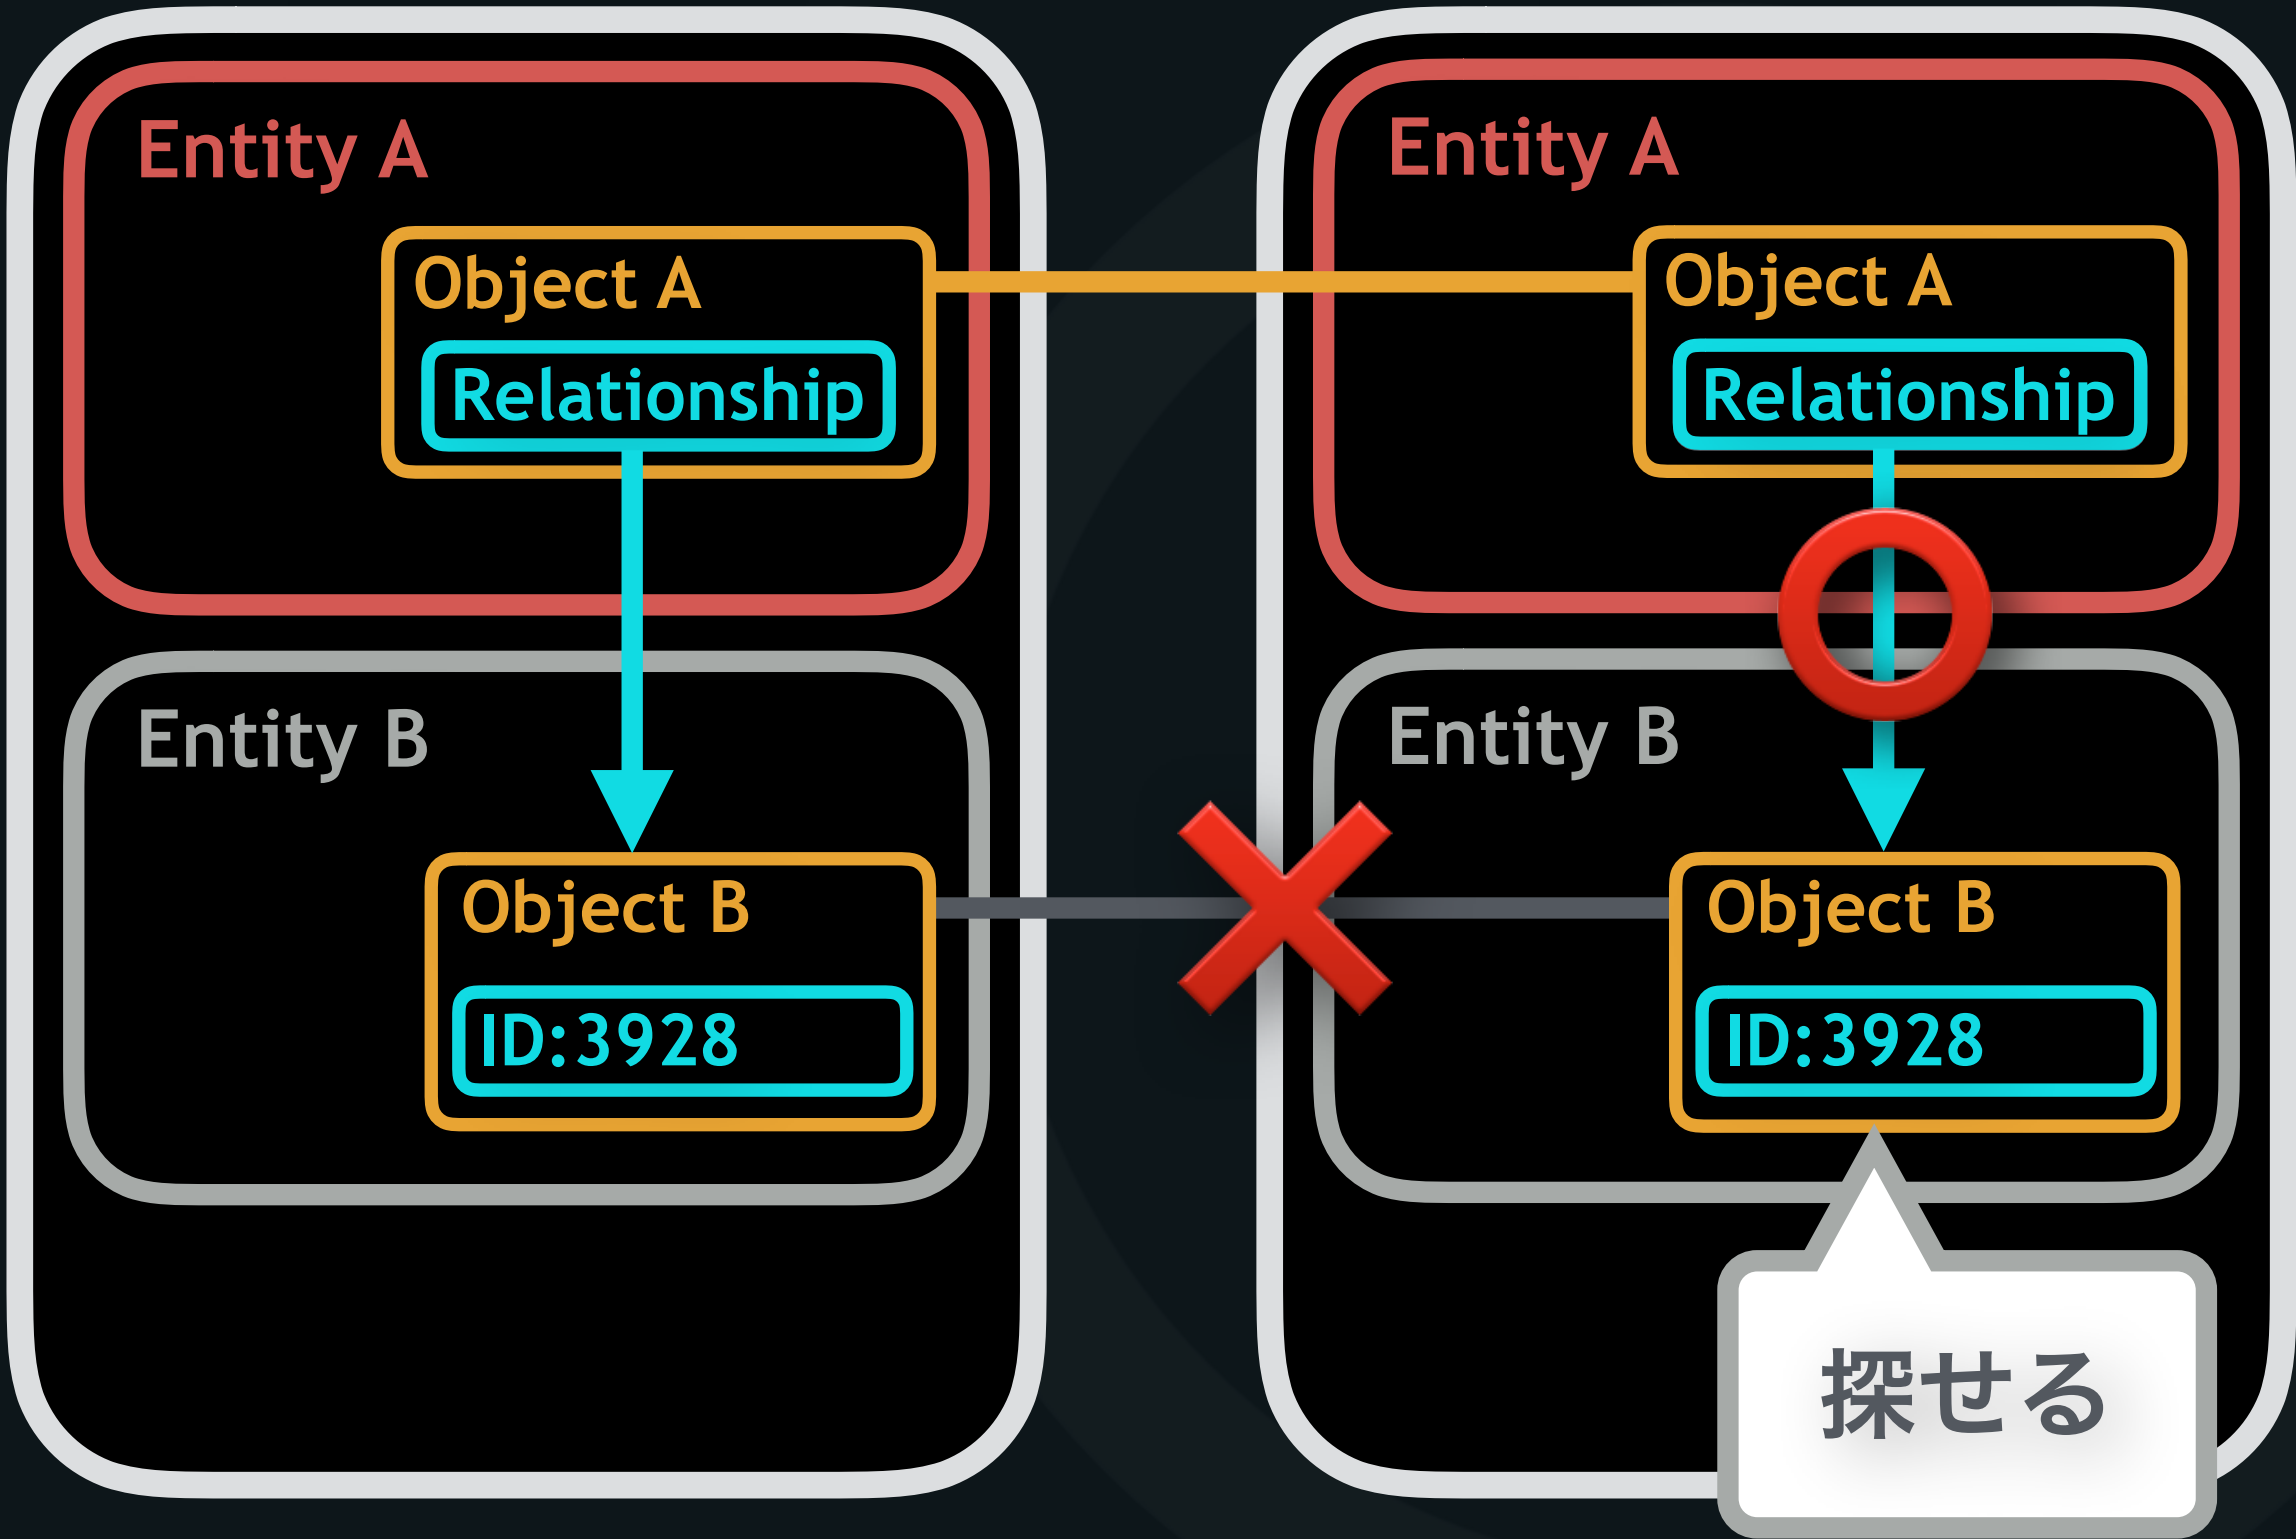 Entity A
Object A
Relationship
Entity B
Object B
ID:3928
Entity A
Object A
Relationship
Entity B
Object B
ID:3928
探せる